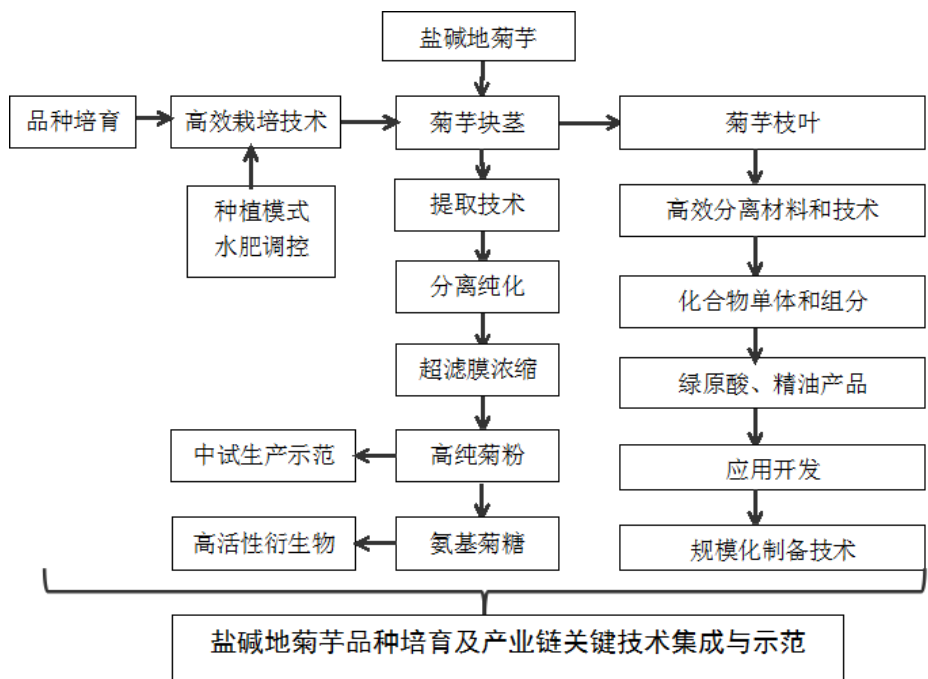 盐碱地菊芋
品种培育
高效栽培技术
菊芋块茎
菊芋枝叶
种植模式
水肥调控
提取技术
高效分离材料和技术
分离纯化
化合物单体和组分
超滤膜浓缩
绿原酸、精油产品
中试生产示范
高纯菊粉
应用开发
高活性衍生物
氨基菊糖
规模化制备技术
盐碱地菊芋品种培育及产业链关键技术集成与示范